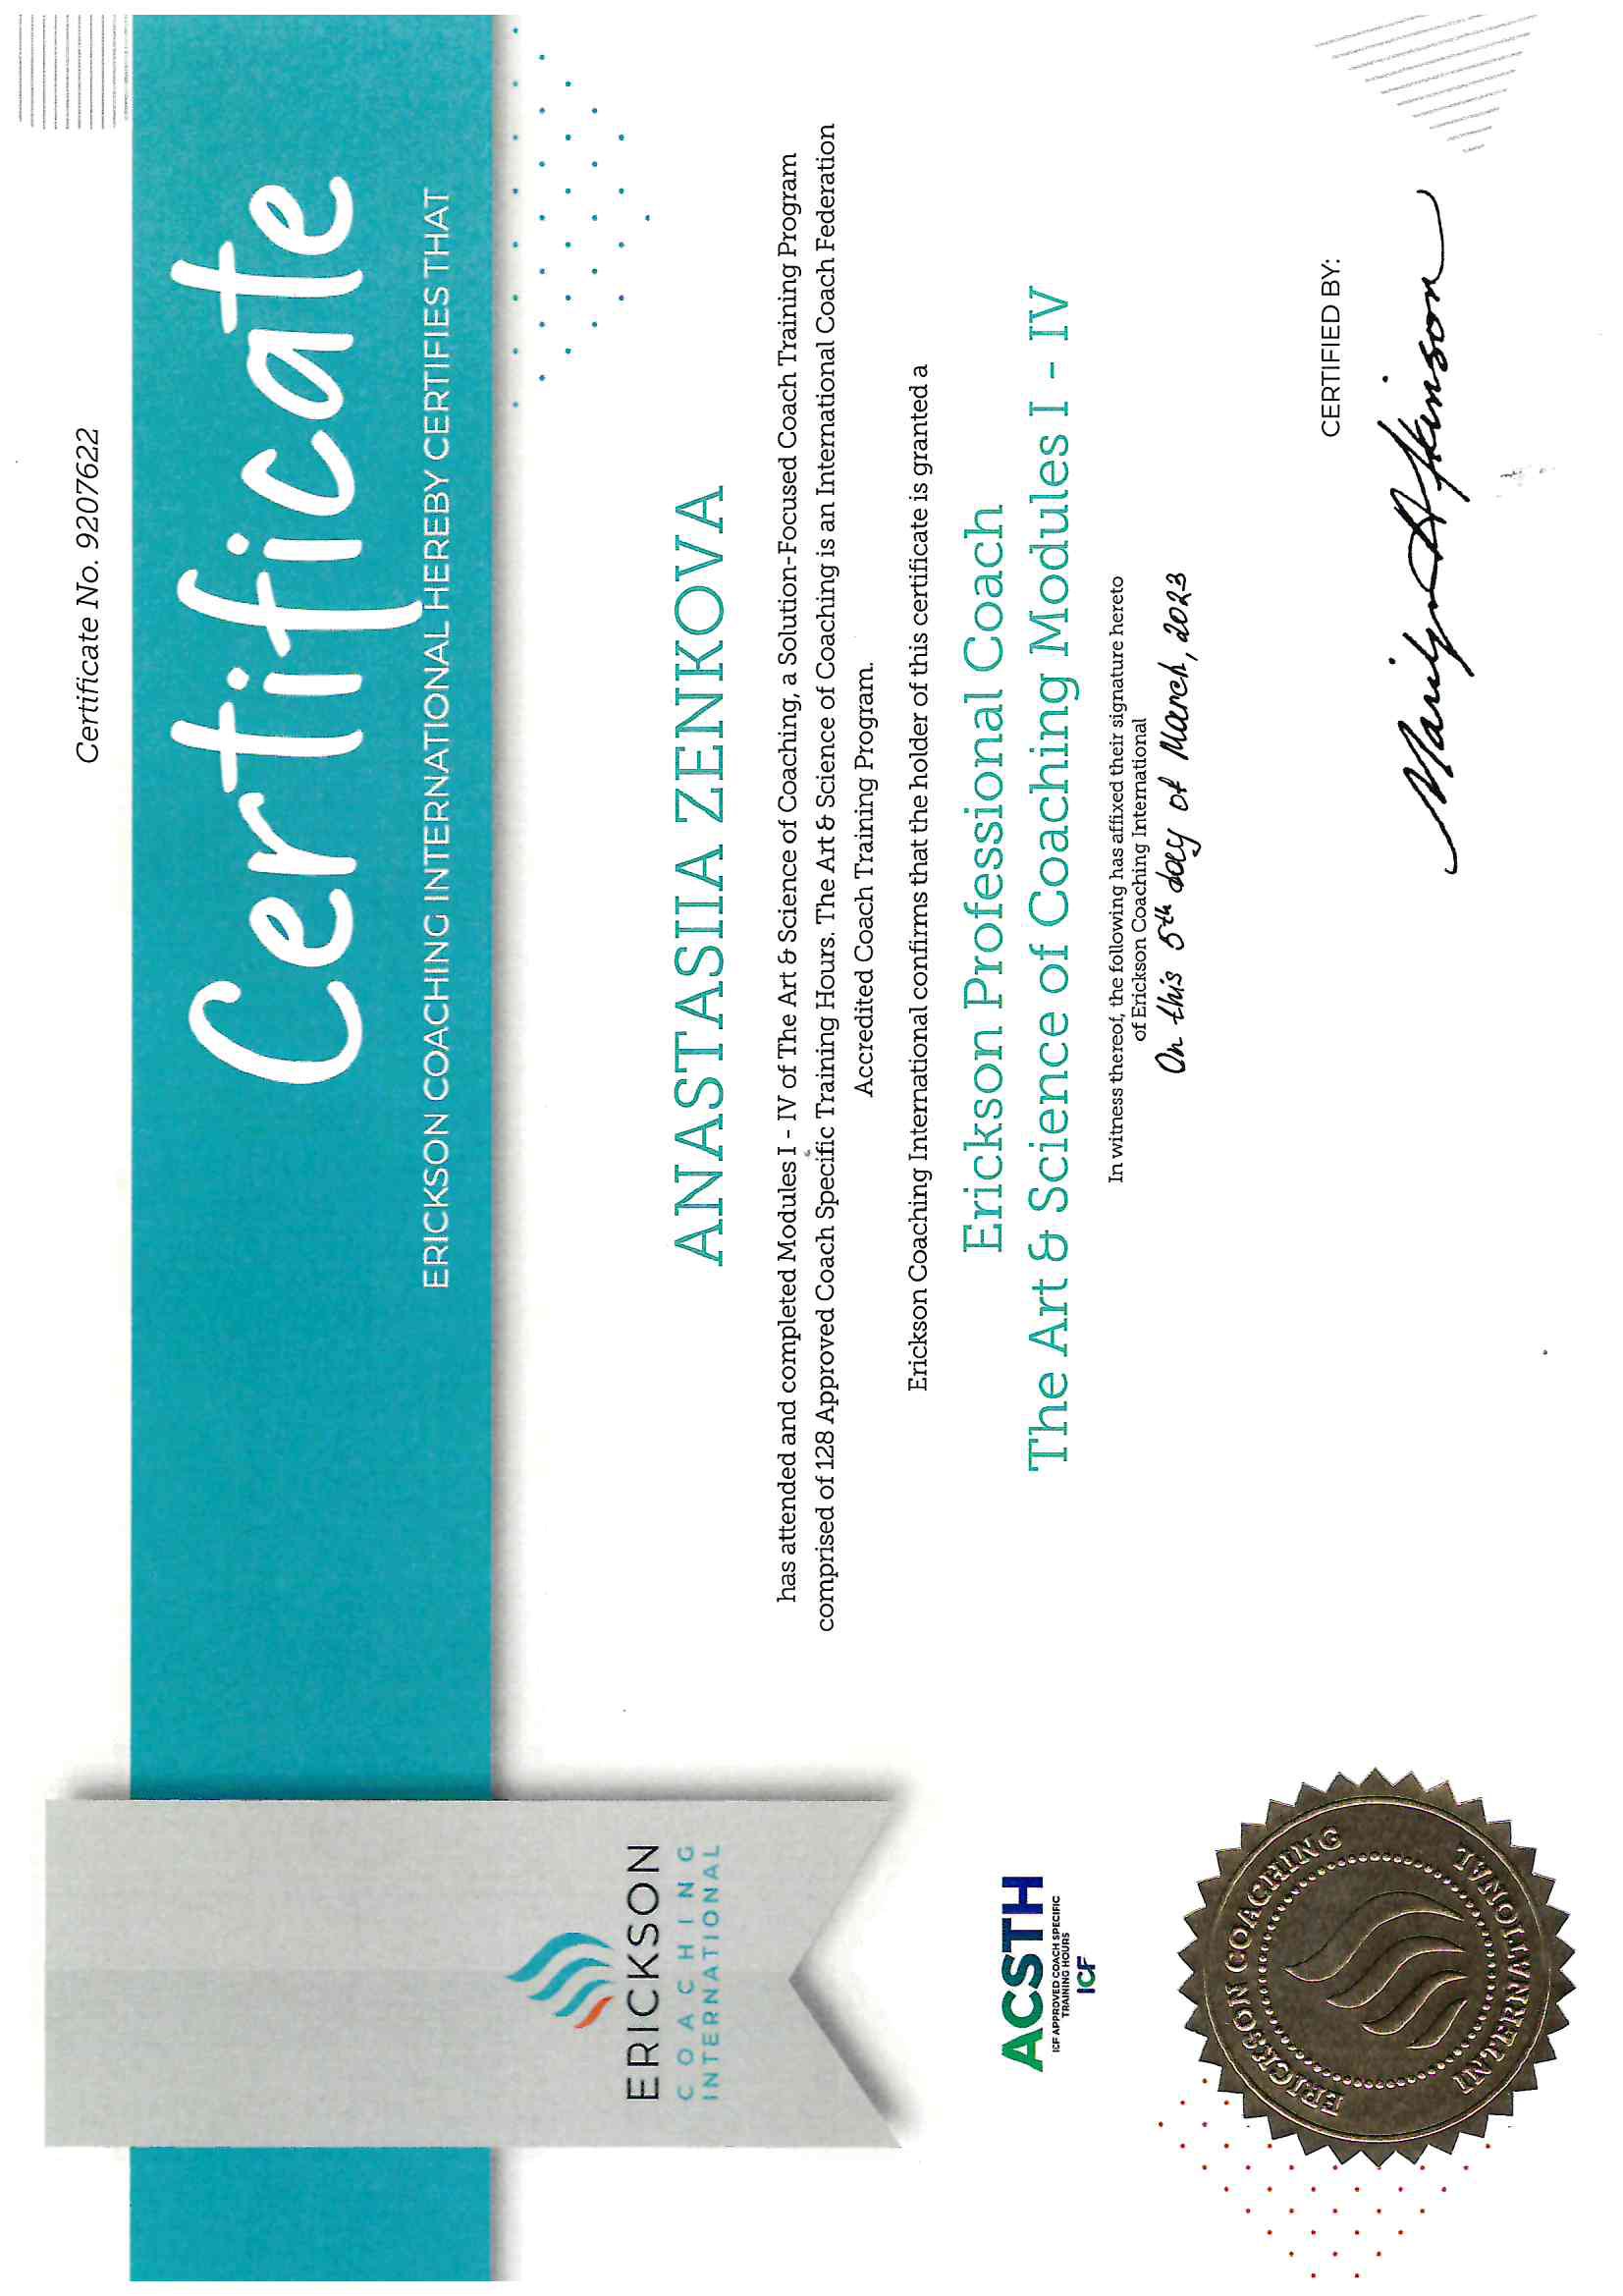 Certificate No. 9207622
Certificate
ERICKSON COACHING INTERNATIONAL HEREBY CERTIFIES THAT
ERICKSON
COACHING
INTERNATIONAL
ANASTASIIA ZENKOVA
has attended and completed Modules I - IV of The Art & Science of Coaching, a Solution-Focused Coach Training Program
comprised of 128 Approved Coach Specific Training Hours. The Art & Science of Coaching is an International Coach Federation
Accredited Coach Training Program.
Erickson Coaching International confirms that the holder of this certificate is granted a
Erickson Professional Coach
The Art & Science of Coaching Modules I - IV
ACSTH
ICF APPROVED COACH SPECIFIC
TRAINING HOURS
ICF
In witness thereof, the following has affixed their signature hereto
of Erickson Coaching International
On this 5th day of March, 2023
ERICKSON COACHING
INTERNATIONAL
CERTIFIED BY:
Marilyn Atkinson